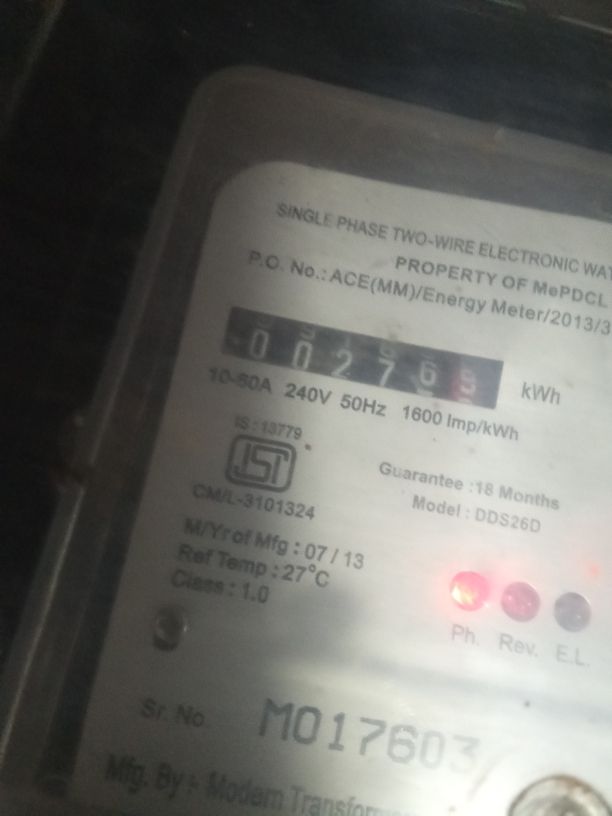 SINGLE PHASE TWO-WIRE ELECTRONIC WA
PROPERTY OF MePDCL
P.O. No.: ACE(MM)/Energy Meter/2013/3
00276 kWh
10-60A 240V 50Hz 1600 Imp/kWh
IS : 13779
ISI
CM/L-3101324
Guarantee :18 Months
Model : DDS26D
M/Yr of Mfg : 07 / 13
Ref Temp : 27°C
Class : 1.0
Ph. Rev. E.L.
Sr. No. M017603
Mfg. By :- Modern Transform